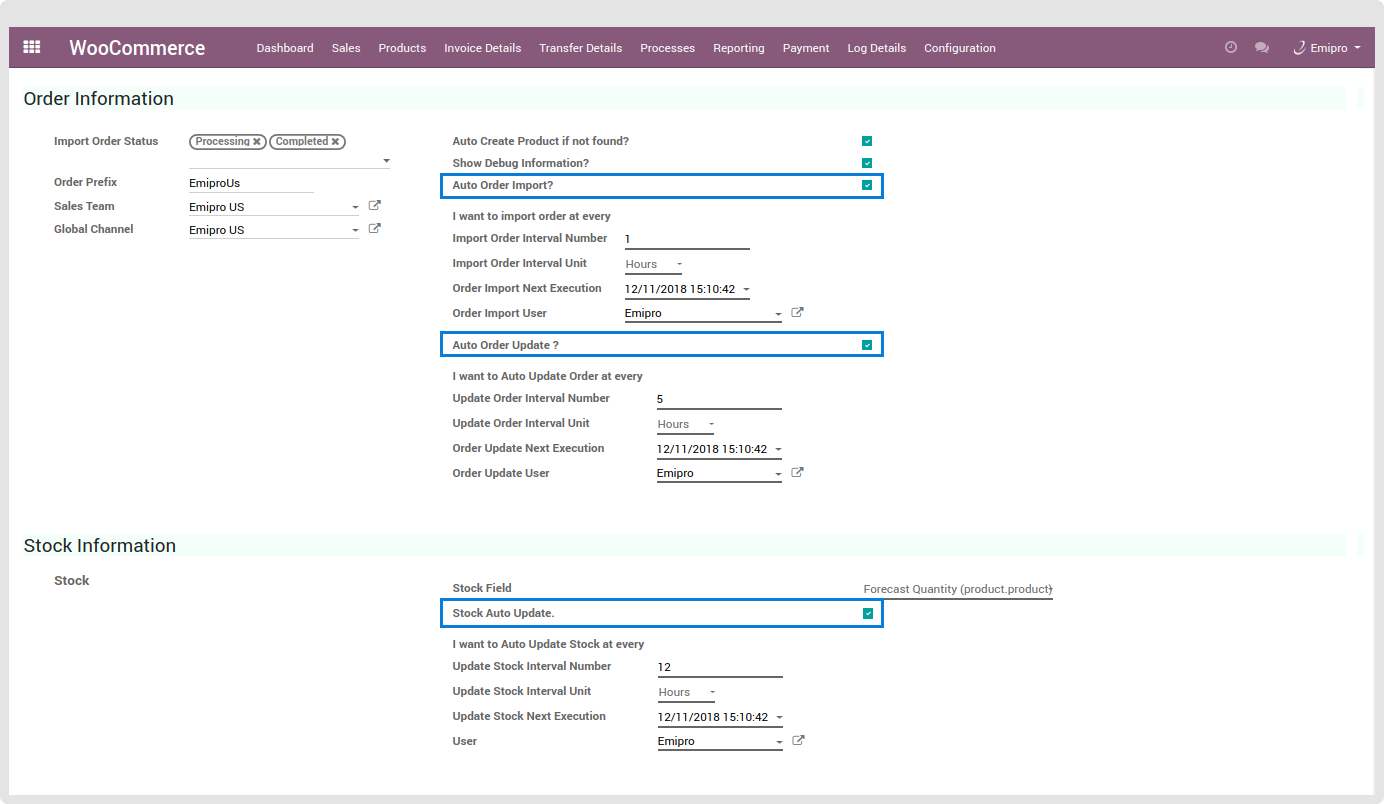 WooCommerce Dashboard Sales Products Invoice Details Transfer Details Processes Reporting Payment Log Details Configuration Emipro
Order Information
Import Order Status Processing Completed
Order Prefix EmiproUs
Sales Team Emipro US
Global Channel Emipro US
Auto Create Product if not found?
Show Debug Information?
Auto Order Import?
I want to import order at every
Import Order Interval Number 1
Import Order Interval Unit Hours
Order Import Next Execution 12/11/2018 15:10:42
Order Import User Emipro
Auto Order Update ?
I want to Auto Update Order at every
Update Order Interval Number 5
Update Order Interval Unit Hours
Order Update Next Execution 12/11/2018 15:10:42
Order Update User Emipro
Stock Information
Stock
Stock Field Forecast Quantity (product.product)
Stock Auto Update.
I want to Auto Update Stock at every
Update Stock Interval Number 12
Update Stock Interval Unit Hours
Update Stock Next Execution 12/11/2018 15:10:42
User Emipro